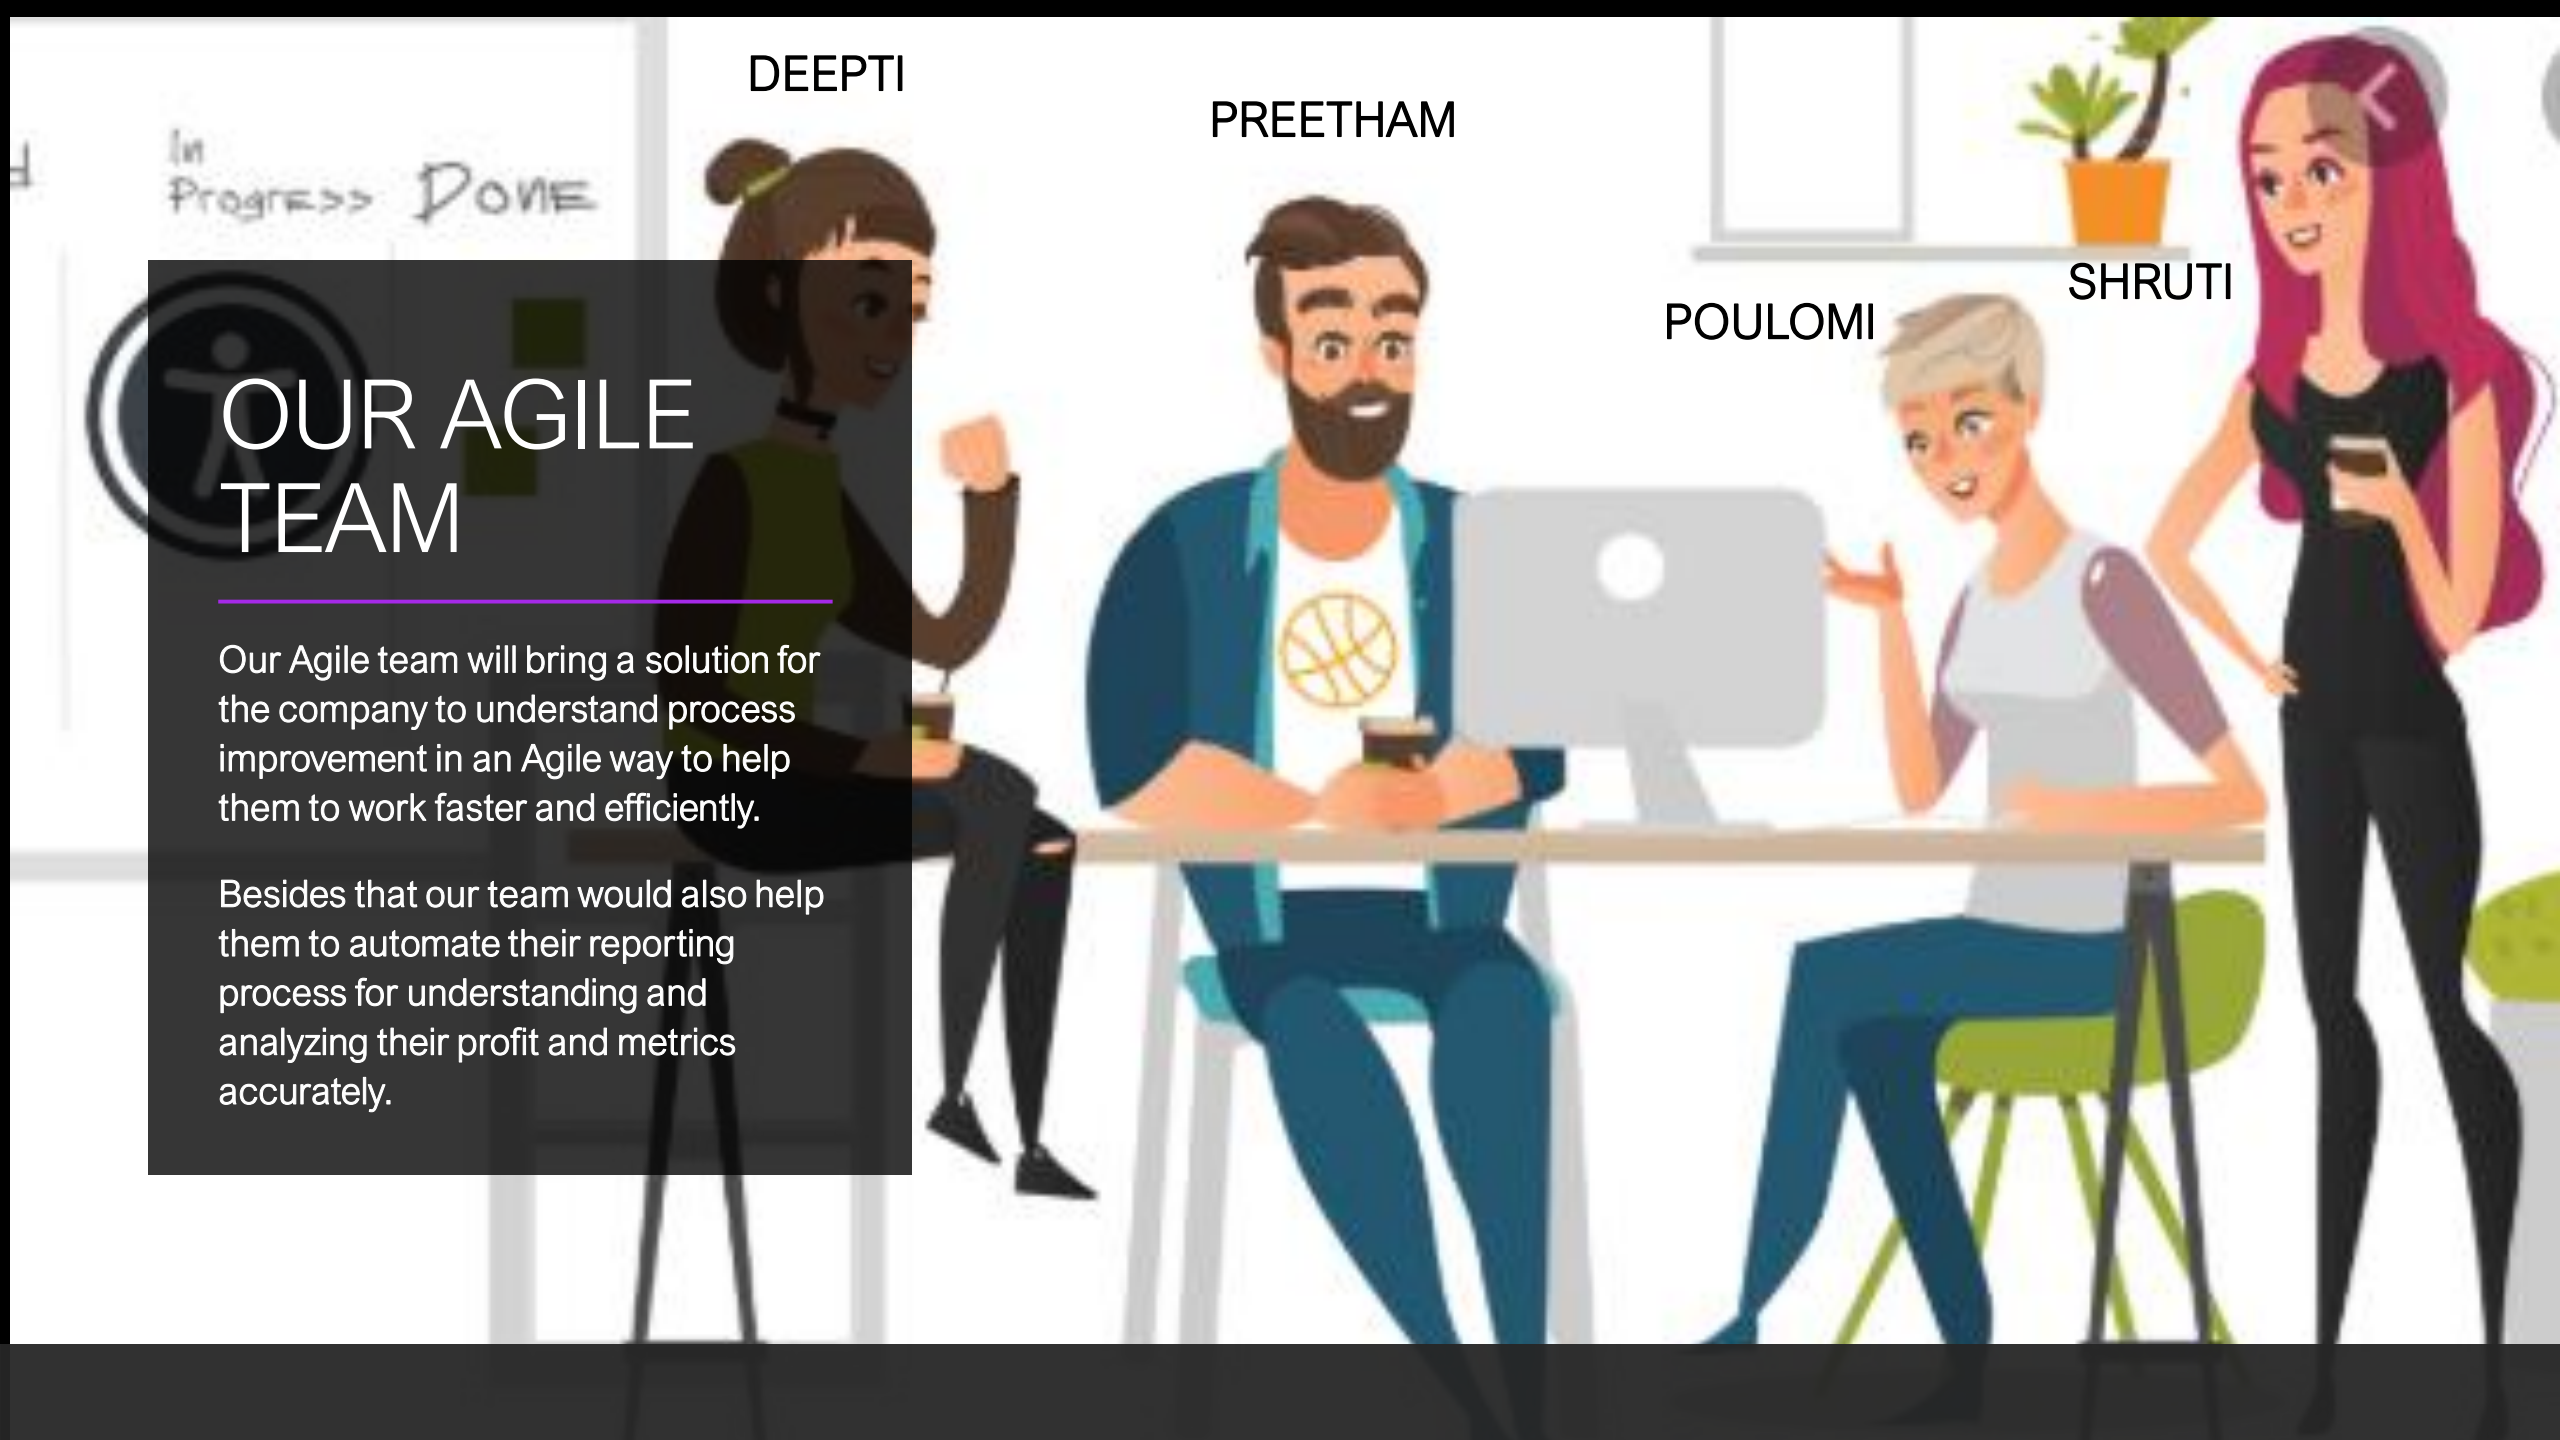 DEEPTI
PREETHAM
POULOMI
SHRUTI
In
Progress
DONE
OUR AGILE
TEAM
Our Agile team will bring a solution for
the company to understand process
improvement in an Agile way to help
them to work faster and efficiently.
Besides that our team would also help
them to automate their reporting
process for understanding and
analyzing their profit and metrics
accurately.